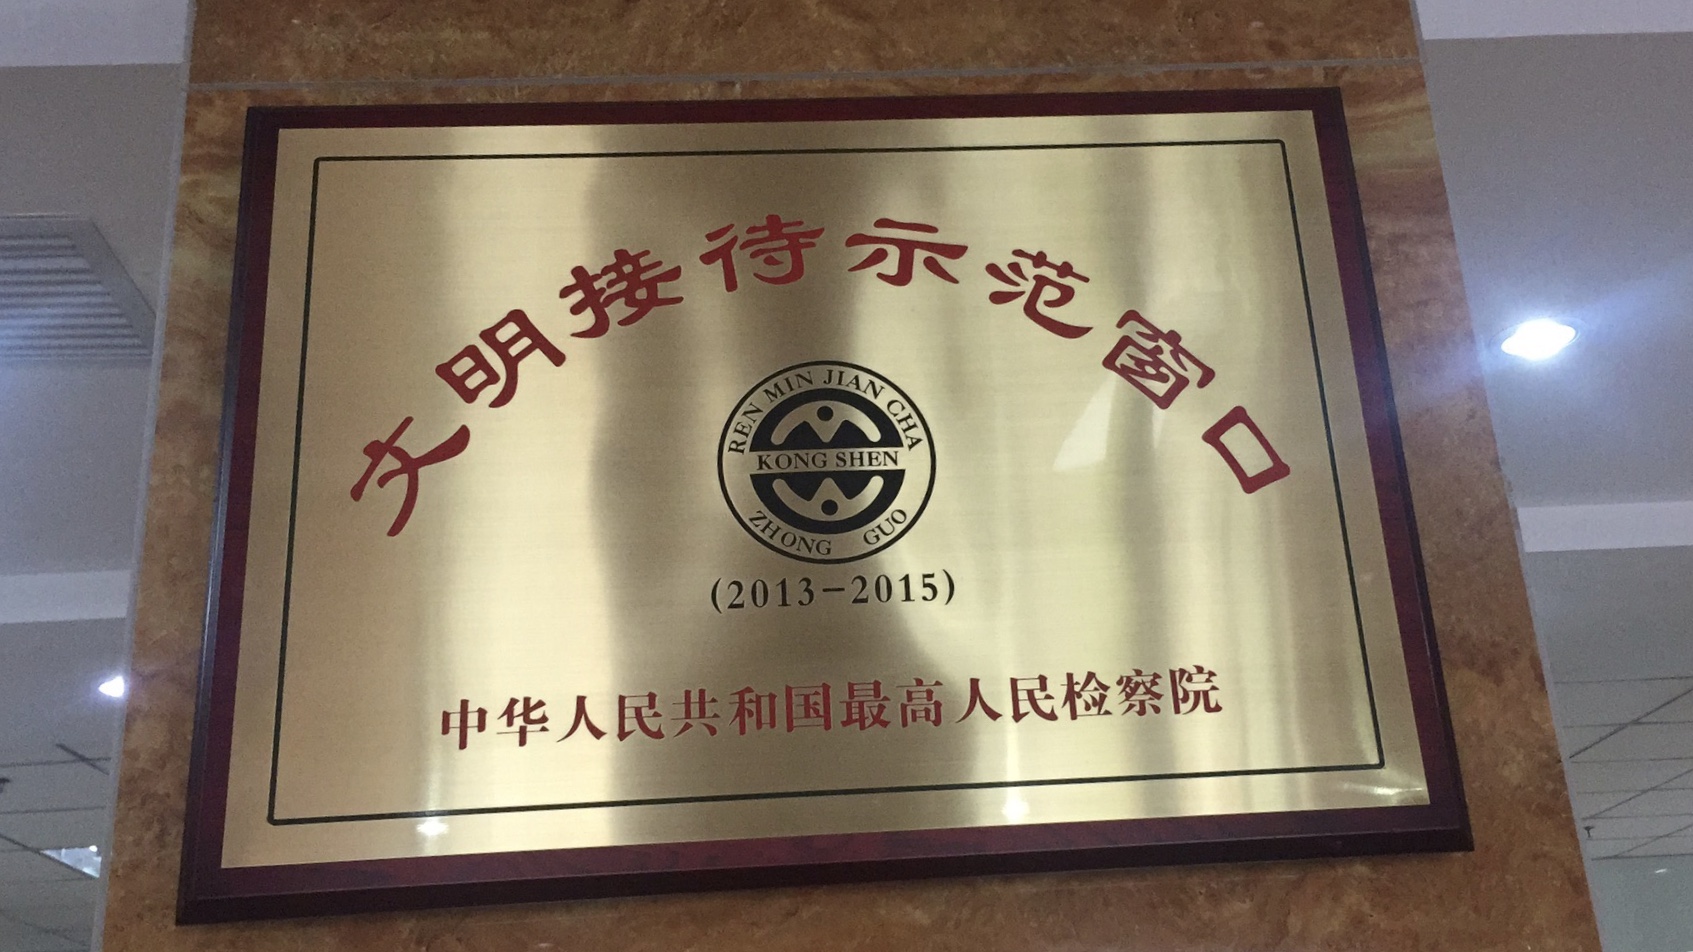 文明接待示范窗口
REN MIN JIAN CHA
KONG SHEN
ZHONG GUO
(2013-2015)
中华人民共和国最高人民检察院